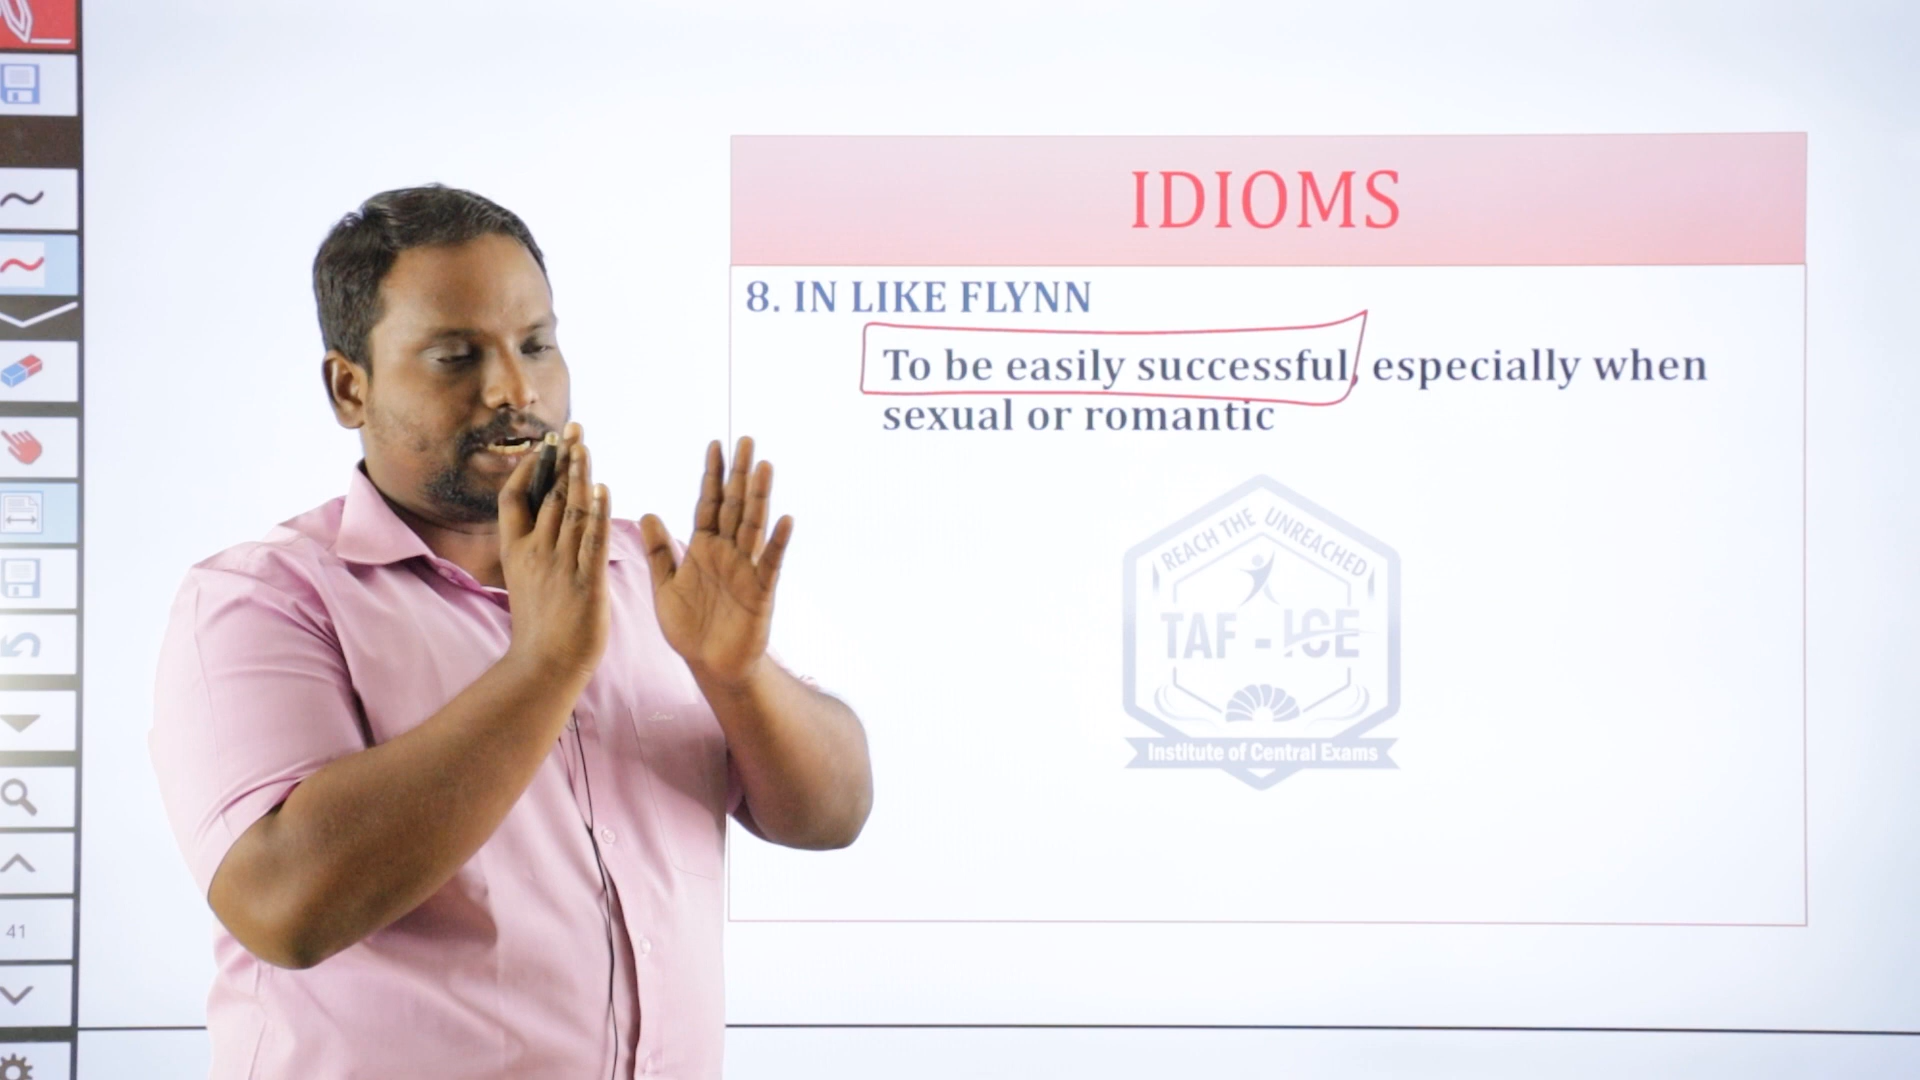 IDIOMS
8. IN LIKE FLYNN
To be easily successful, especially when
sexual or romantic
REACH THE UNREACHED
TAF - ICE
Institute of Central Exams
41